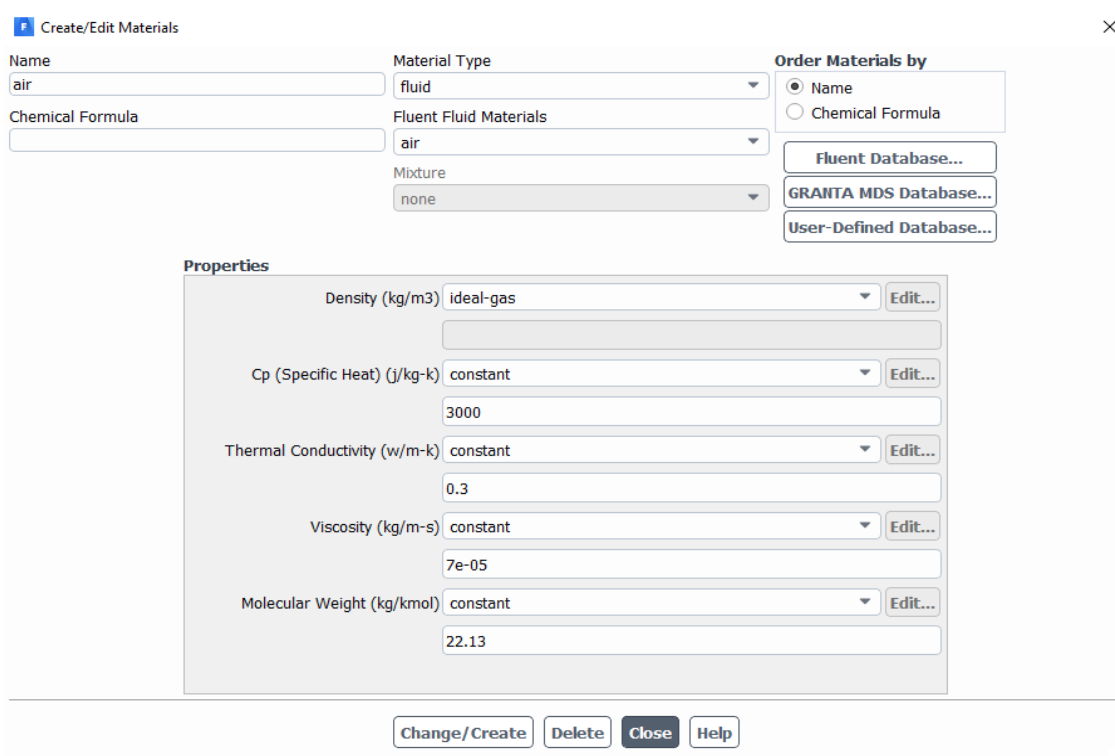 Create/Edit Materials
Name
air
Chemical Formula
Material Type
fluid
Fluent Fluid Materials
air
Mixture
none
Order Materials by
Name
Chemical Formula
Fluent Database...
GRANTA MDS Database...
User-Defined Database...
Properties
Density (kg/m3) ideal-gas Edit...
Cp (Specific Heat) (j/kg-k) constant Edit...
3000
Thermal Conductivity (w/m-k) constant Edit...
0.3
Viscosity (kg/m-s) constant Edit...
7e-05
Molecular Weight (kg/kmol) constant Edit...
22.13
Change/Create Delete Close Help